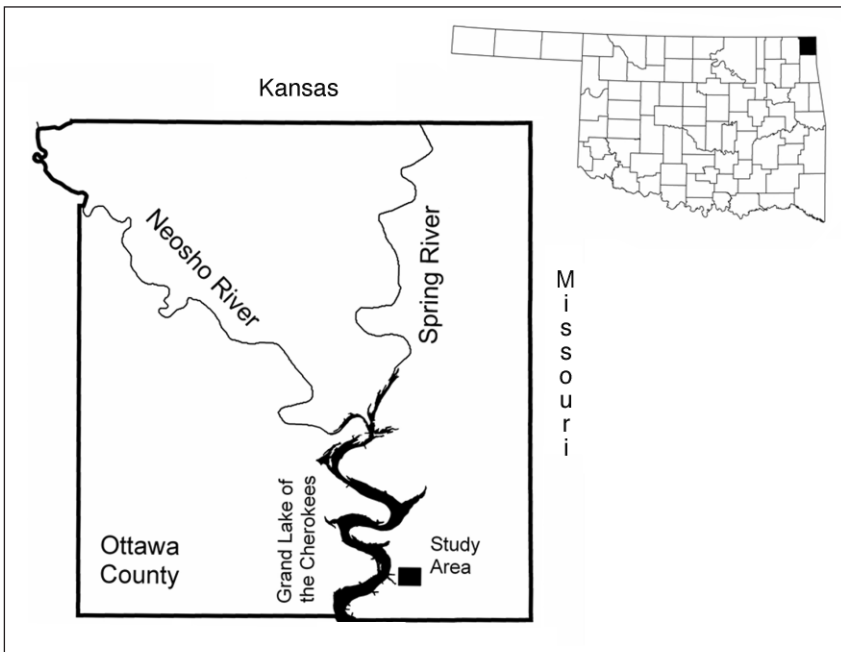 Kansas
Neosho River
Spring River
Missouri
Grand Lake of
the Cherokees
Ottawa
County
Study
Area